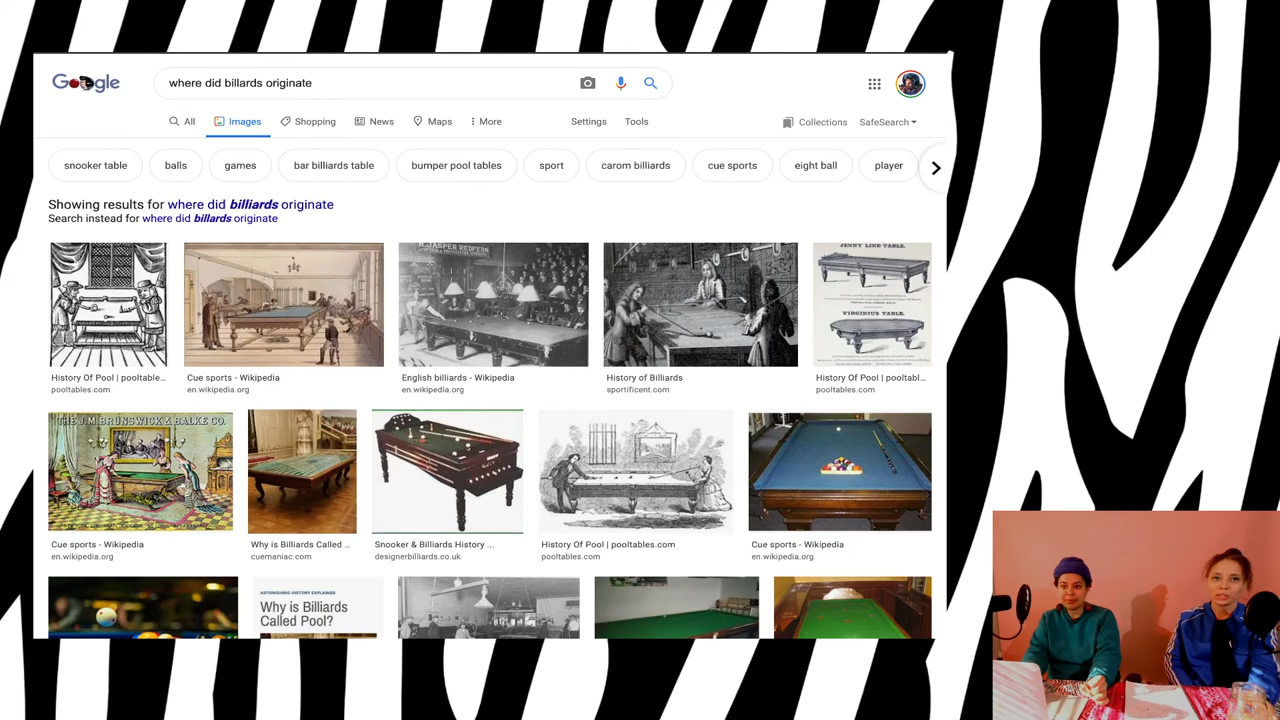 Google
where did billards originate
All
Images
Shopping
News
Maps
More
Settings
Tools
Collections
SafeSearch
snooker table
balls
games
bar billiards table
bumper pool tables
sport
carom billiards
cue sports
eight ball
player
Showing results for where did billiards originate
Search instead for where did billards originate
JASPER REDFERN
JENNY LIND TABLE.
VIRGINIUS TABLE.
History Of Pool | pooltable...
pooltables.com
Cue sports - Wikipedia
en.wikipedia.org
English billiards - Wikipedia
en.wikipedia.org
History of Billiards
sportificent.com
History Of Pool | pooltabl...
pooltables.com
THE J.M. BRUNSWICK & BALKE CO.
Cue sports - Wikipedia
en.wikipedia.org
Why is Billiards Called ...
cuemaniac.com
Snooker & Billiards History ...
designerbilliards.co.uk
History Of Pool | pooltables.com
pooltables.com
Cue sports - Wikipedia
en.wikipedia.org
ASTONISHING HISTORY EXPLAINED
Why is Billiards
Called Pool?